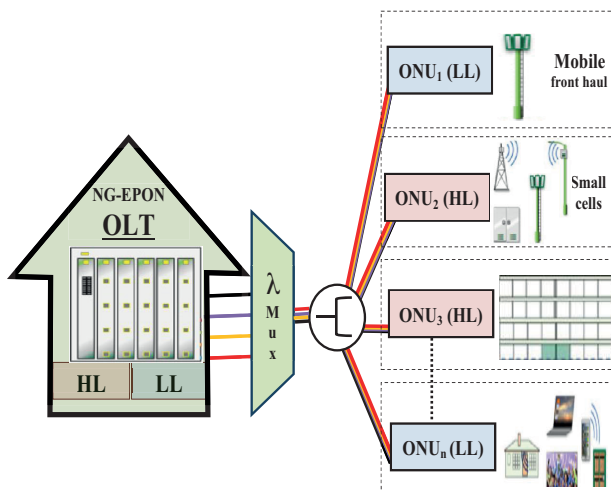 NG-EPON
OLT
HL
LL
λ
M
u
x
ONU₁ (LL)
Mobile
front haul
ONU₂ (HL)
Small
cells
ONU₃ (HL)
ONUₙ (LL)